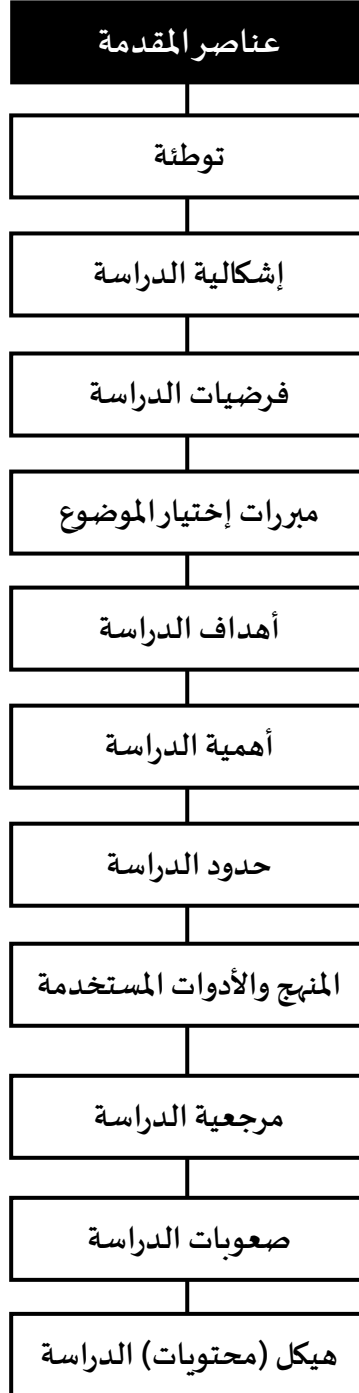 عناصر المقدمة
توطئة
إشكالية الدراسة
فرضيات الدراسة
مبررات إختيار الموضوع
أهداف الدراسة
أهمية الدراسة
حدود الدراسة
المنهج والأدوات المستخدمة
مرجعية الدراسة
صعوبات الدراسة
هيكل (محتويات) الدراسة